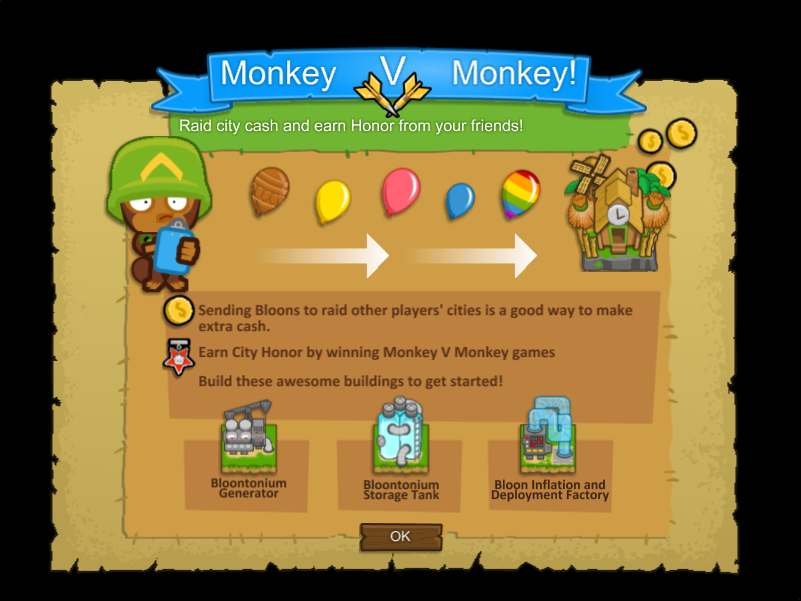 Monkey V Monkey!
Raid city cash and earn Honor from your friends!
Sending Bloons to raid other players' cities is a good way to make
extra cash.
Earn City Honor by winning Monkey V Monkey games
Build these awesome buildings to get started!
Bloontonium
Generator
Bloontonium
Storage Tank
Bloon Inflation and
Deployment Factory
OK